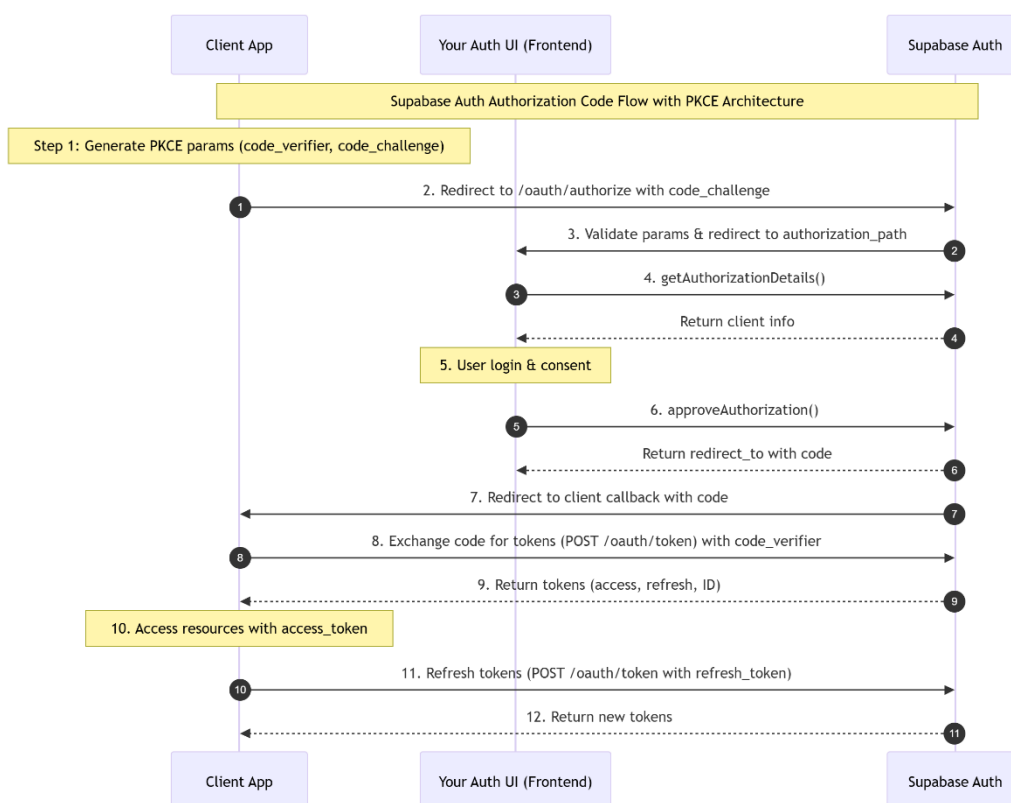 Client App
Your Auth UI (Frontend)
Supabase Auth
Supabase Auth Authorization Code Flow with PKCE Architecture
Step 1: Generate PKCE params (code_verifier, code_challenge)
2. Redirect to /oauth/authorize with code_challenge
1
3. Validate params & redirect to authorization_path
2
4. getAuthorizationDetails()
3
Return client info
4
5. User login & consent
6. approveAuthorization()
5
Return redirect_to with code
6
7. Redirect to client callback with code
7
8. Exchange code for tokens (POST /oauth/token) with code_verifier
8
9. Return tokens (access, refresh, ID)
9
10. Access resources with access_token
11. Refresh tokens (POST /oauth/token with refresh_token)
10
12. Return new tokens
11
Client App
Your Auth UI (Frontend)
Supabase Auth